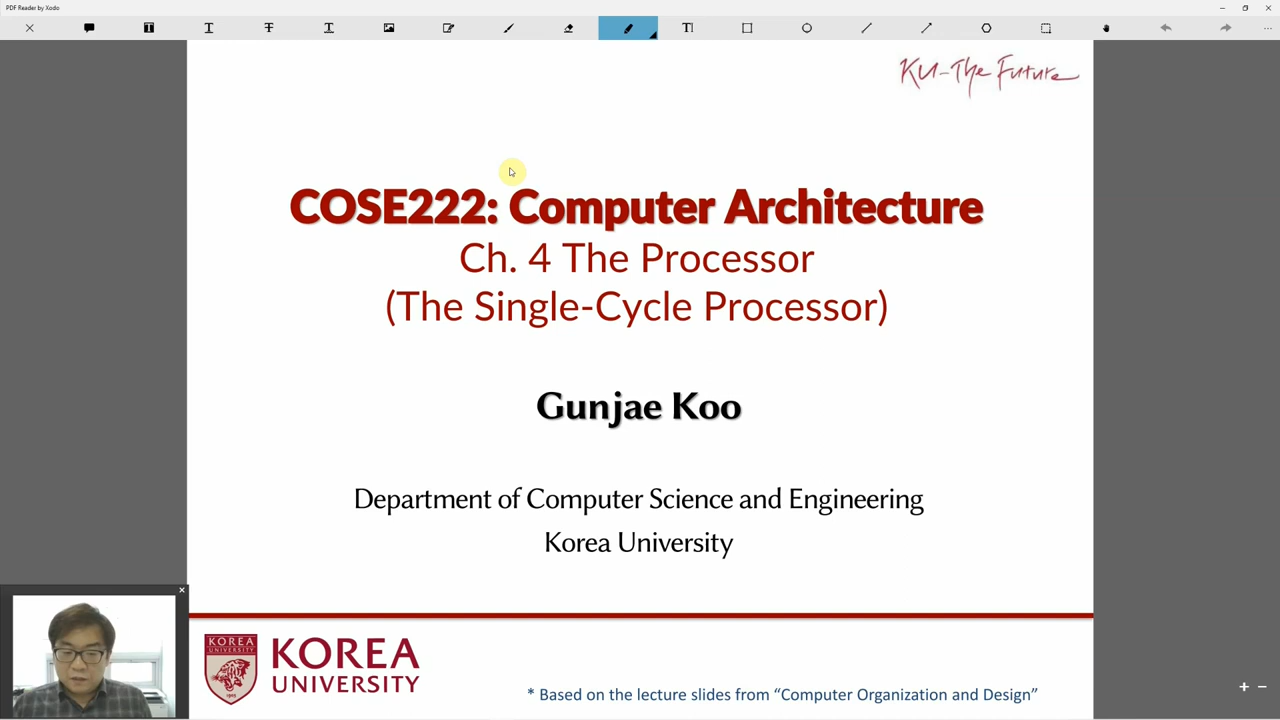 PDF Reader by Xodo
KU-The Future
COSE222: Computer Architecture
Ch. 4 The Processor
(The Single-Cycle Processor)
Gunjae Koo
Department of Computer Science and Engineering
Korea University
KOREA
UNIVERSITY
KOREA
UNIVERSITY
* Based on the lecture slides from “Computer Organization and Design”